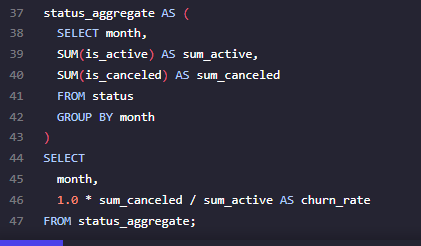 37 status_aggregate AS (
38 SELECT month,
39 SUM(is_active) AS sum_active,
40 SUM(is_canceled) AS sum_canceled
41 FROM status
42 GROUP BY month
43 )
44 SELECT
45 month,
46 1.0 * sum_canceled / sum_active AS churn_rate
47 FROM status_aggregate;